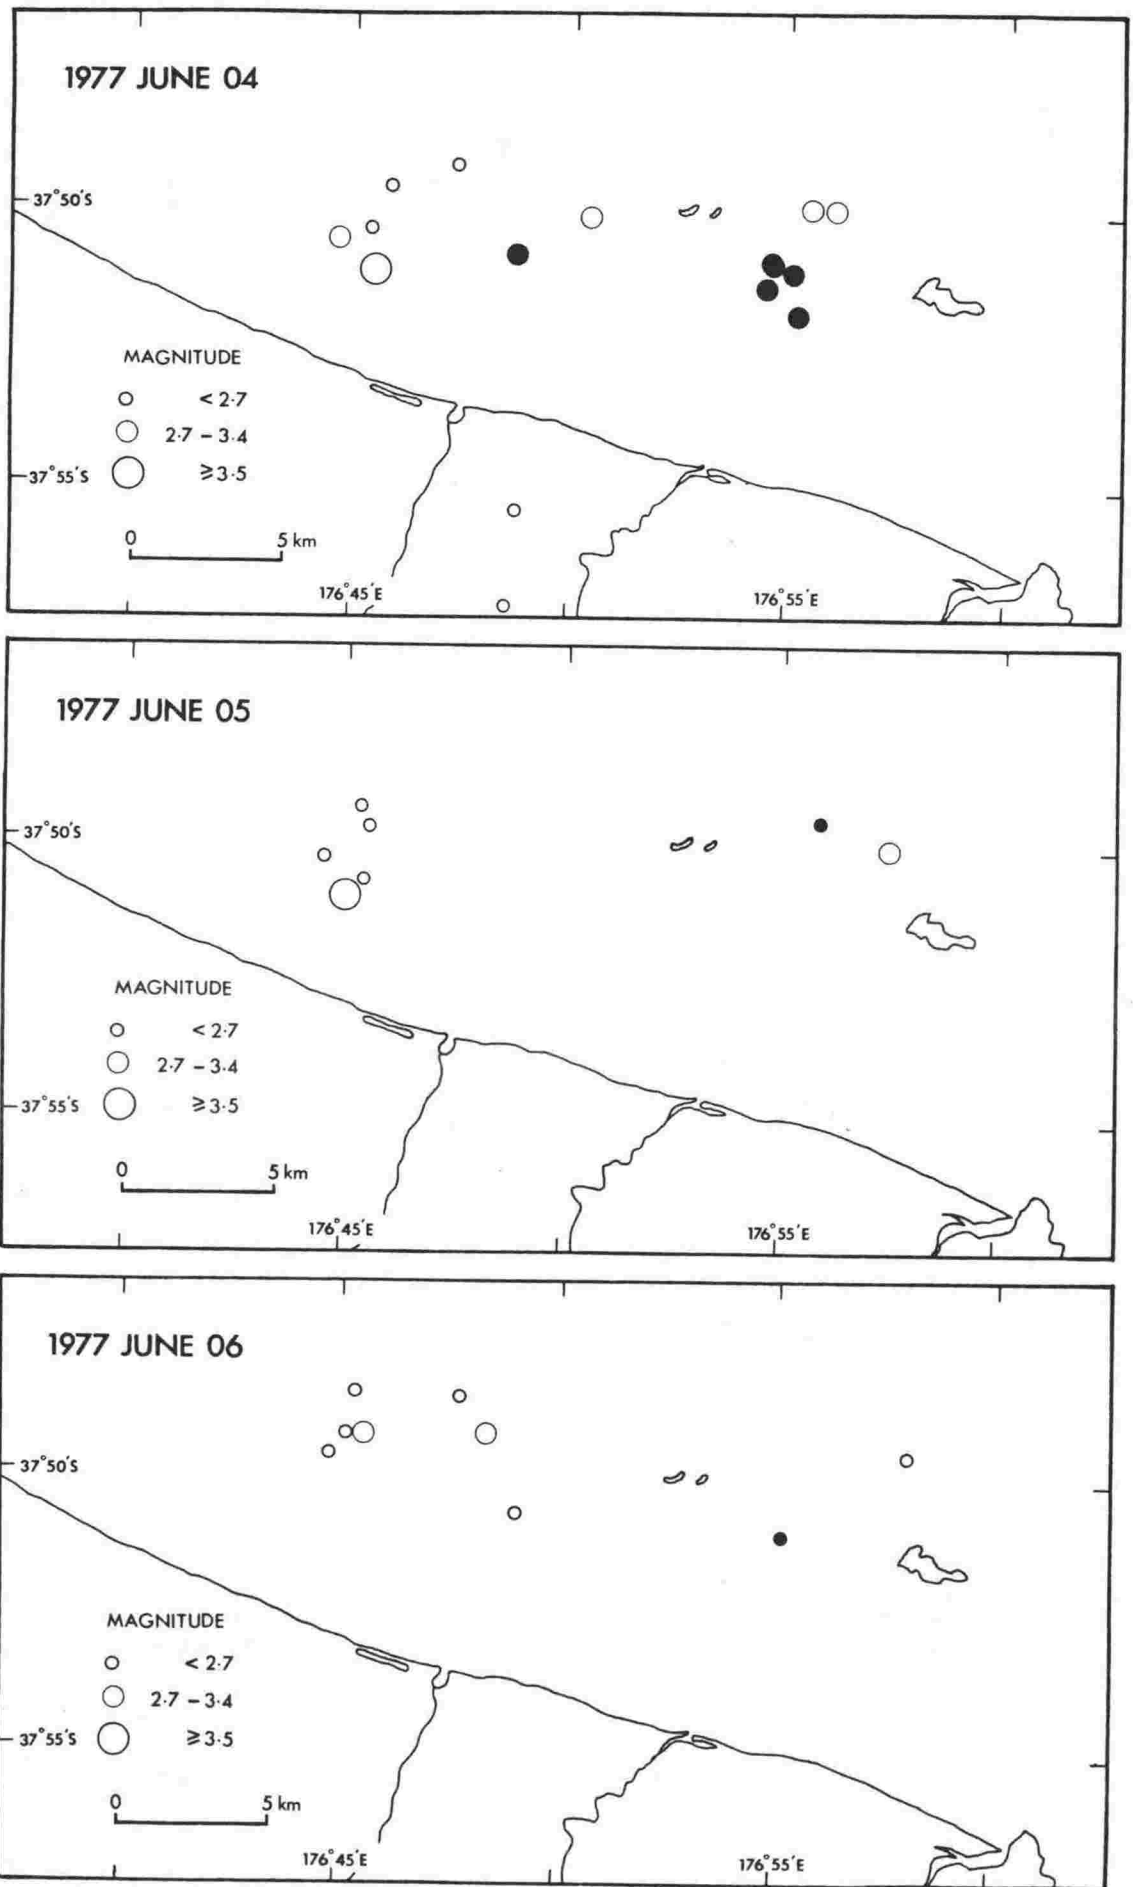 1977 JUNE 04
37°50'S
MAGNITUDE
< 2·7
2·7 – 3·4
≥3·5
37°55'S
0 5 km
176°45'E
176°55'E
1977 JUNE 05
37°50'S
MAGNITUDE
< 2·7
2·7 – 3·4
≥3·5
37°55'S
0 5 km
176°45'E
176°55'E
1977 JUNE 06
37°50'S
MAGNITUDE
< 2·7
2·7 – 3·4
≥3·5
37°55'S
0 5 km
176°45'E
176°55'E